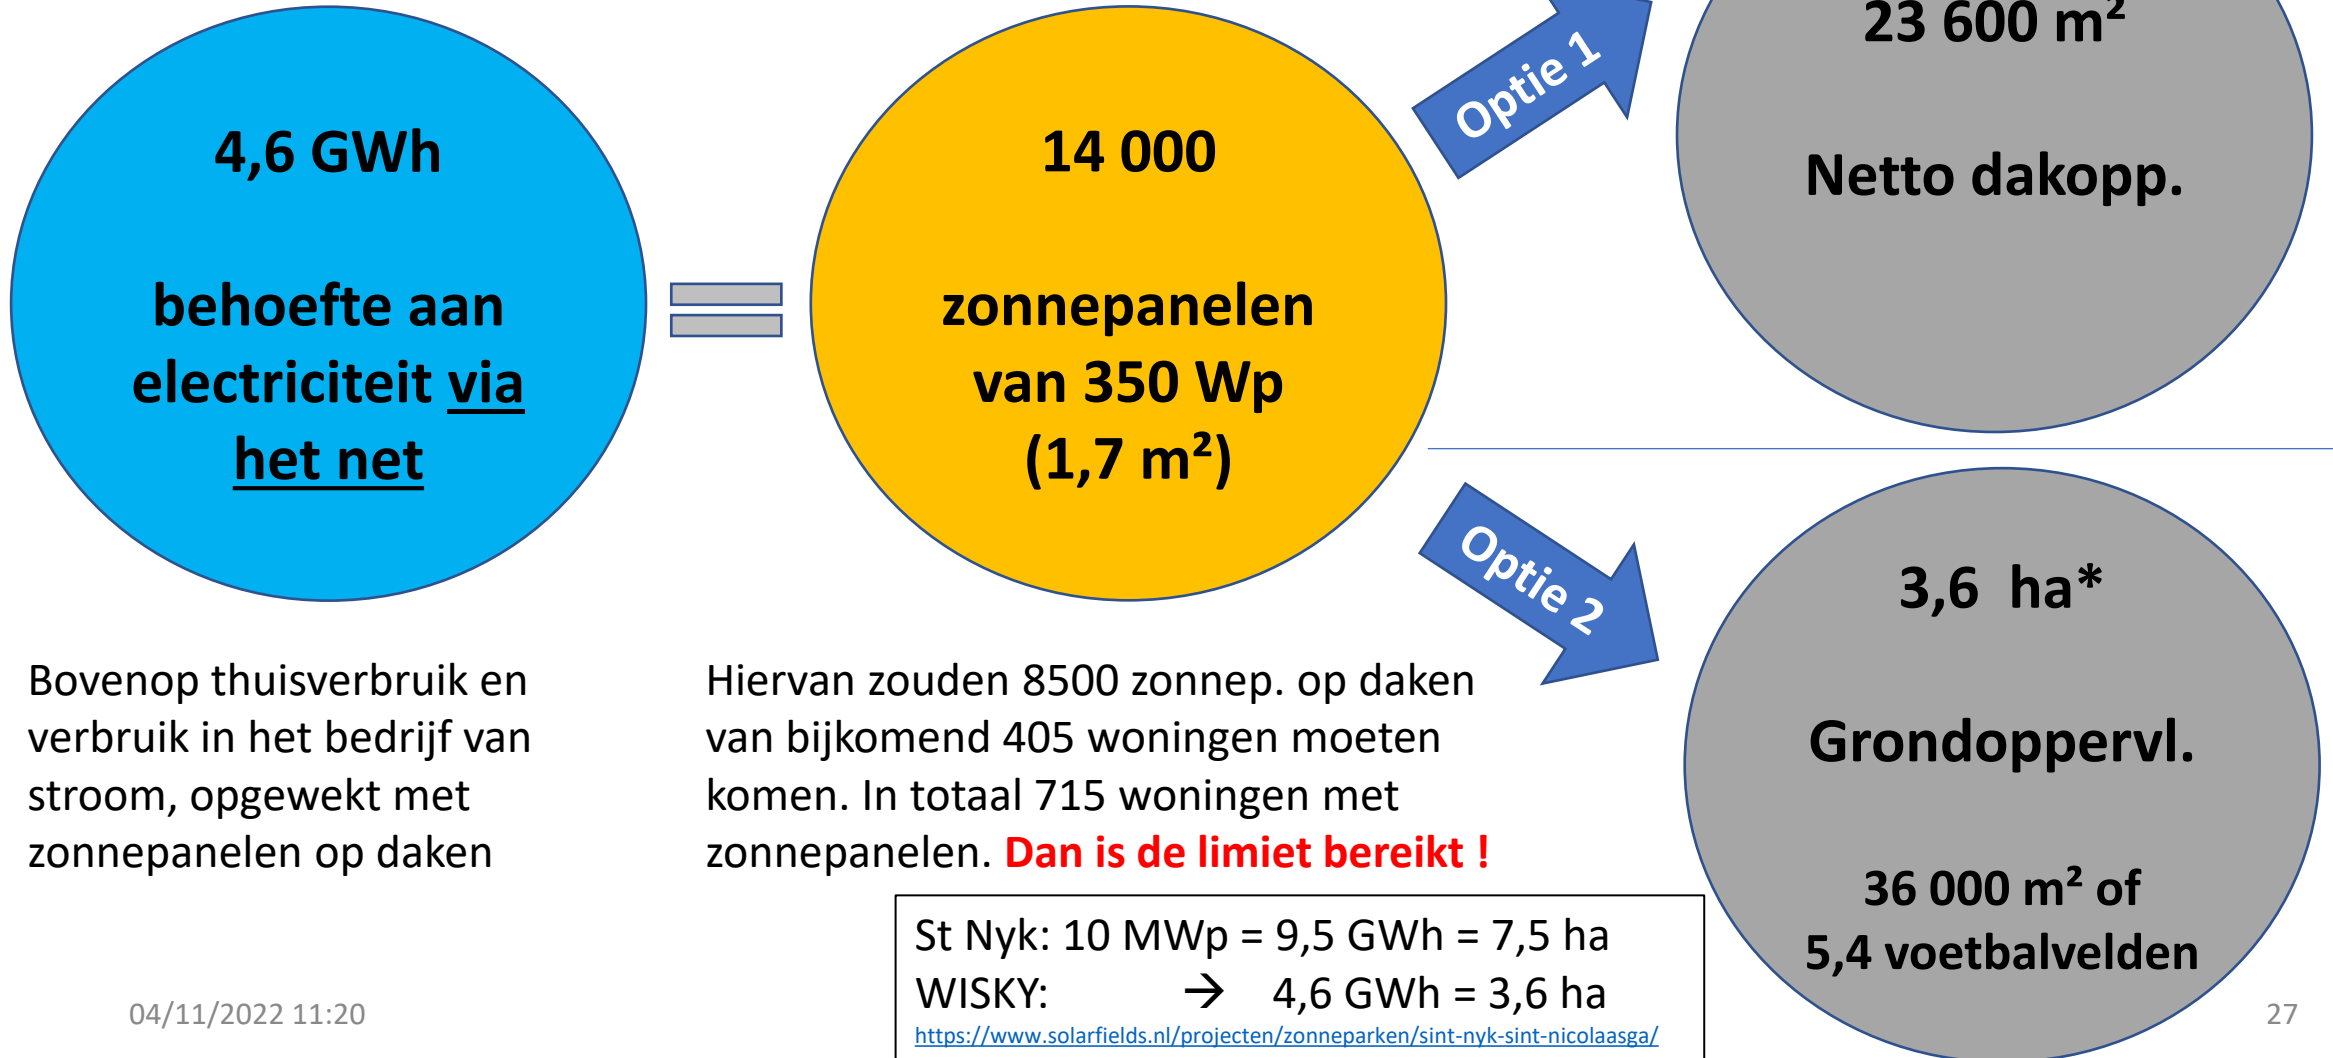 4,6 GWh
behoefte aan
electriciteit via
het net
14 000
zonnepanelen
van 350 Wp
(1,7 m²)
Optie 1
23 600 m²
Netto dakopp.
Optie 2
3,6 ha*
Grondoppervl.
36 000 m² of
5,4 voetbalvelden
Bovenop thuisverbruik en
verbruik in het bedrijf van
stroom, opgewekt met
zonnepanelen op daken
Hiervan zouden 8500 zonnep. op daken
van bijkomend 405 woningen moeten
komen. In totaal 715 woningen met
zonnepanelen. Dan is de limiet bereikt !
St Nyk: 10 MWp = 9,5 GWh = 7,5 ha
WISKY: → 4,6 GWh = 3,6 ha
https://www.solarfields.nl/projecten/zonneparken/sint-nyk-sint-nicolaasga/
04/11/2022 11:20
27